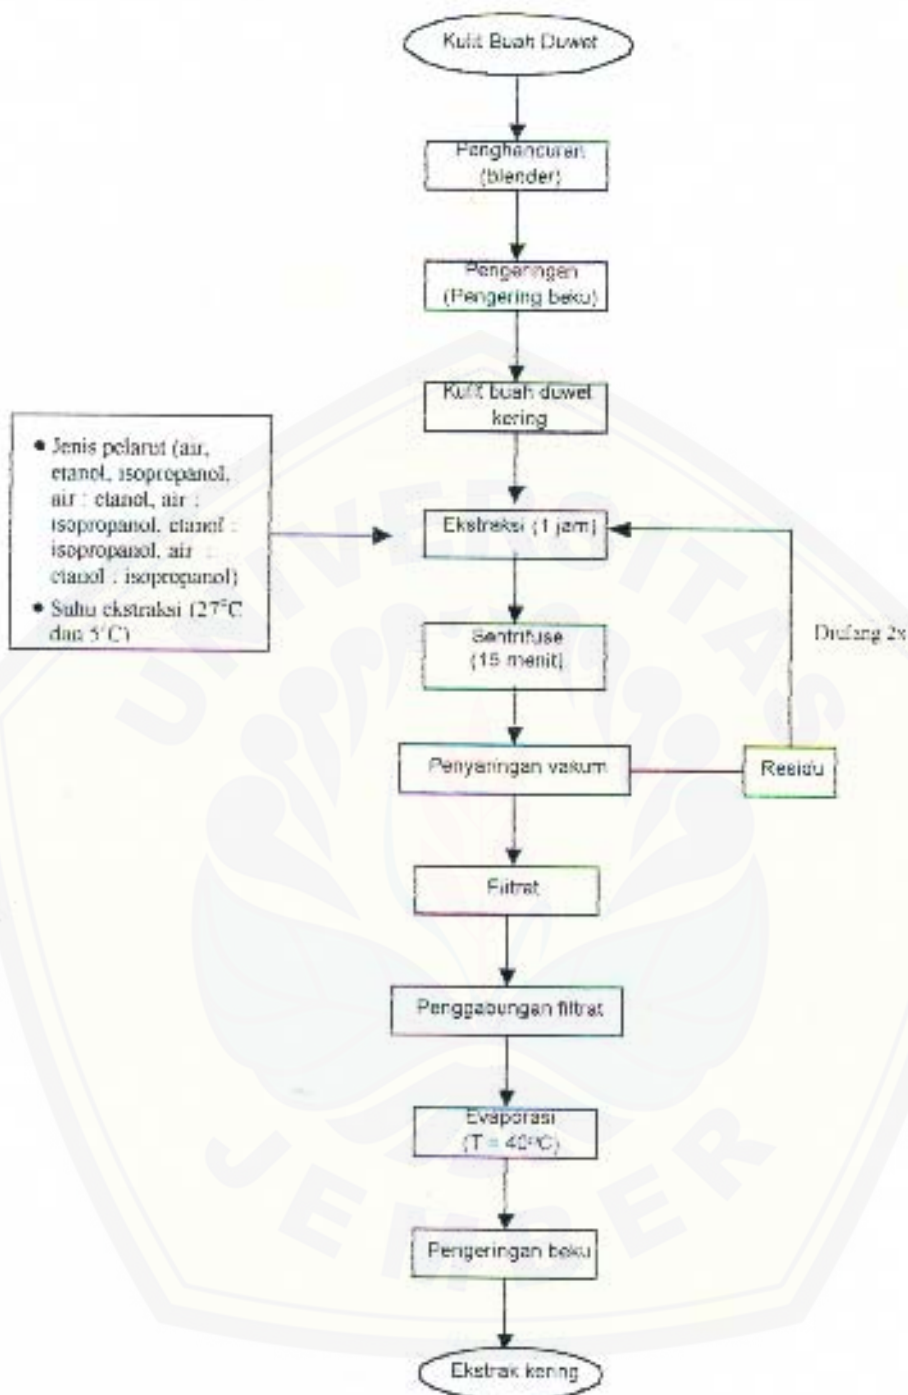 Kulit Buah Duwet
Penghancuran
(blender)
Pengeringan
(Pengering beku)
Kulit buah duwet
kering
● Jenis pelarut (air,
etanol, isopropanol,
air : etanol, air :
isopropanol, etanol :
isopropanol, air :
etanol : isopropanol)
● Suhu ekstraksi (27°C
dan 5°C)
Ekstraksi (1 jam)
Sentrifuse
(15 menit)
Diulang 2x
Penyaringan vakum
Residu
Filtrat
Penggabungan filtrat
Evaporasi
(T = 40°C)
Pengeringan beku
Ekstrak kering
UNIVERSITAS
JEMBER